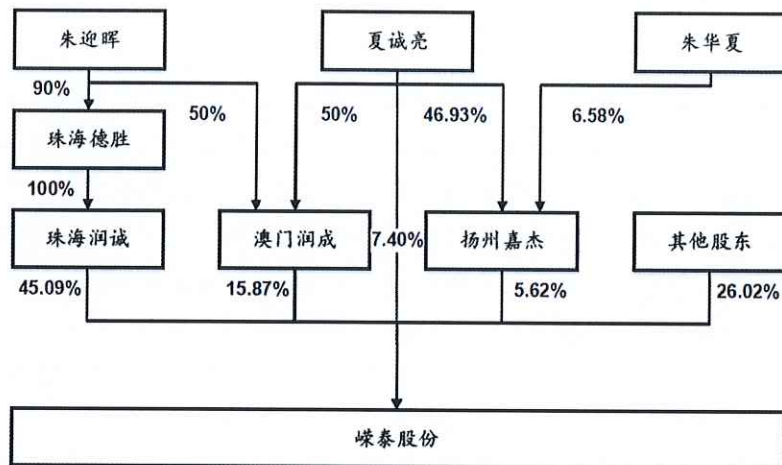 朱迎晖
夏诚亮
朱华夏
90%
50%
50%
46.93%
6.58%
珠海德胜
100%
珠海润诚
澳门润成
7.40%
扬州嘉杰
其他股东
45.09%
15.87%
5.62%
26.02%
嵘泰股份